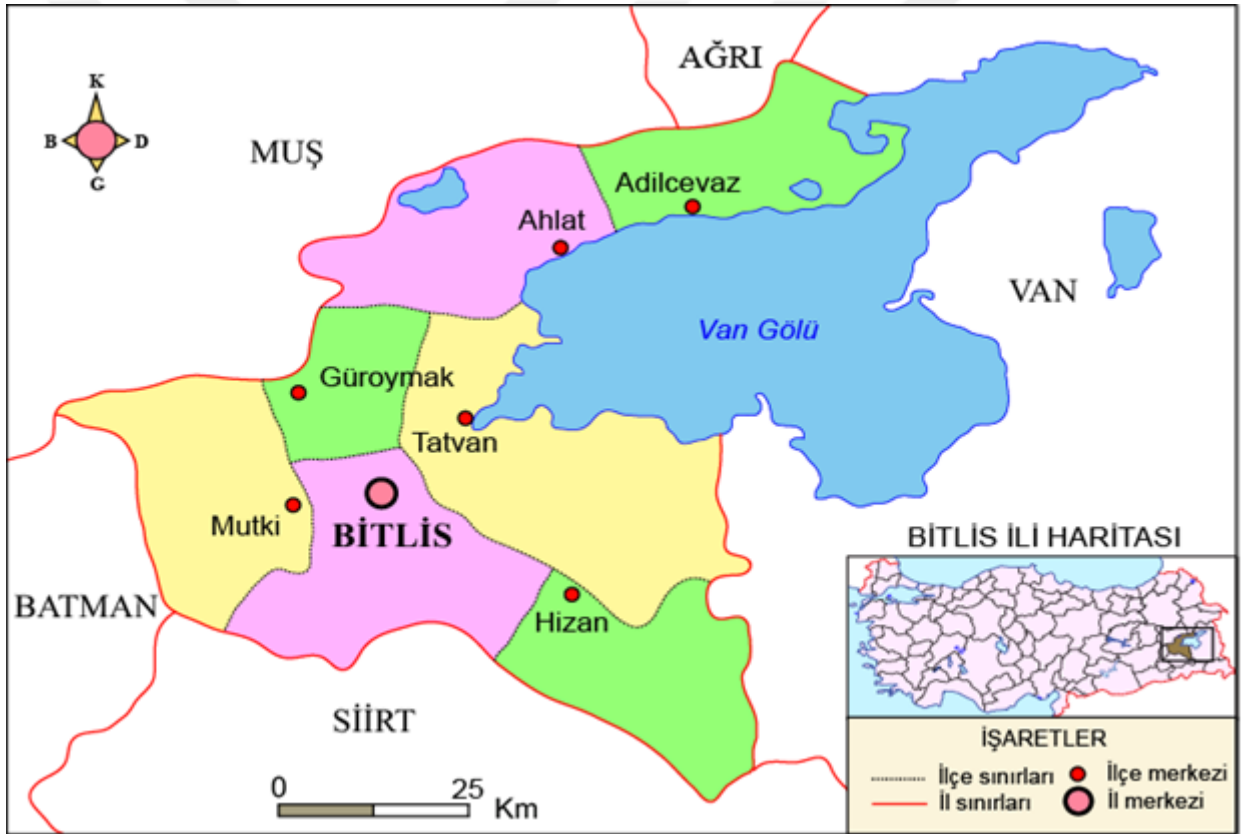 AĞRI
K
B D
G
MUŞ
Adilcevaz
Ahlat
VAN
Van Gölü
Güroymak
Tatvan
Mutki
BİTLİS
BATMAN
Hizan
SİİRT
0 25
Km
BİTLİS İLİ HARİTASI
İŞARETLER
İlçe sınırları İlçe merkezi
İl sınırları İl merkezi